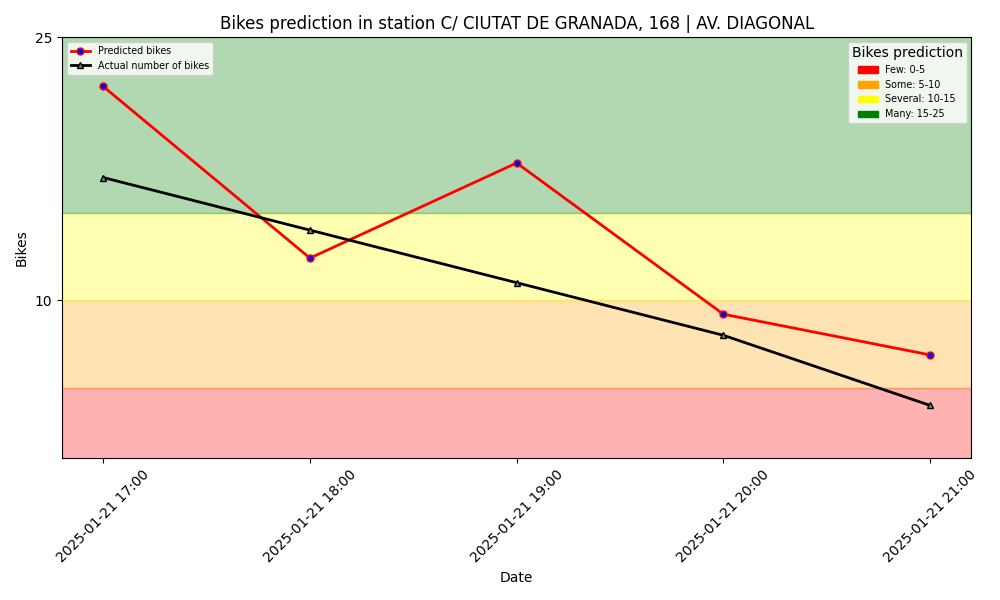 Bikes prediction in station C/ CIUTAT DE GRANADA, 168 | AV. DIAGONAL
Predicted bikes
Actual number of bikes
Bikes prediction
Few: 0-5
Some: 5-10
Several: 10-15
Many: 15-25
25
10
Bikes
2025-01-21 17:00
2025-01-21 18:00
2025-01-21 19:00
2025-01-21 20:00
2025-01-21 21:00
Date